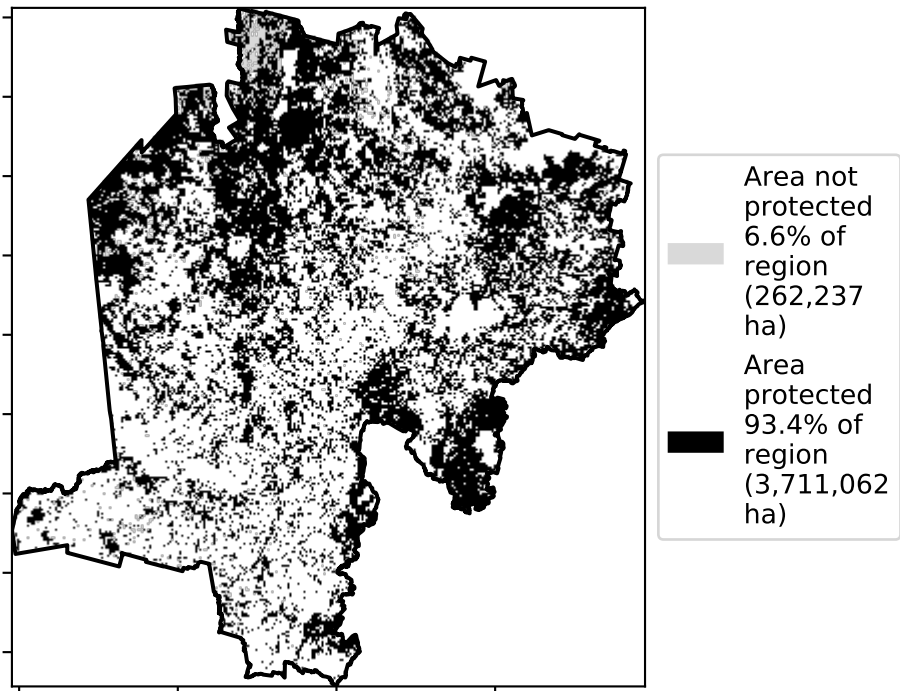 Area not
protected
6.6% of
region
(262,237
ha)
Area
protected
93.4% of
region
(3,711,062
ha)